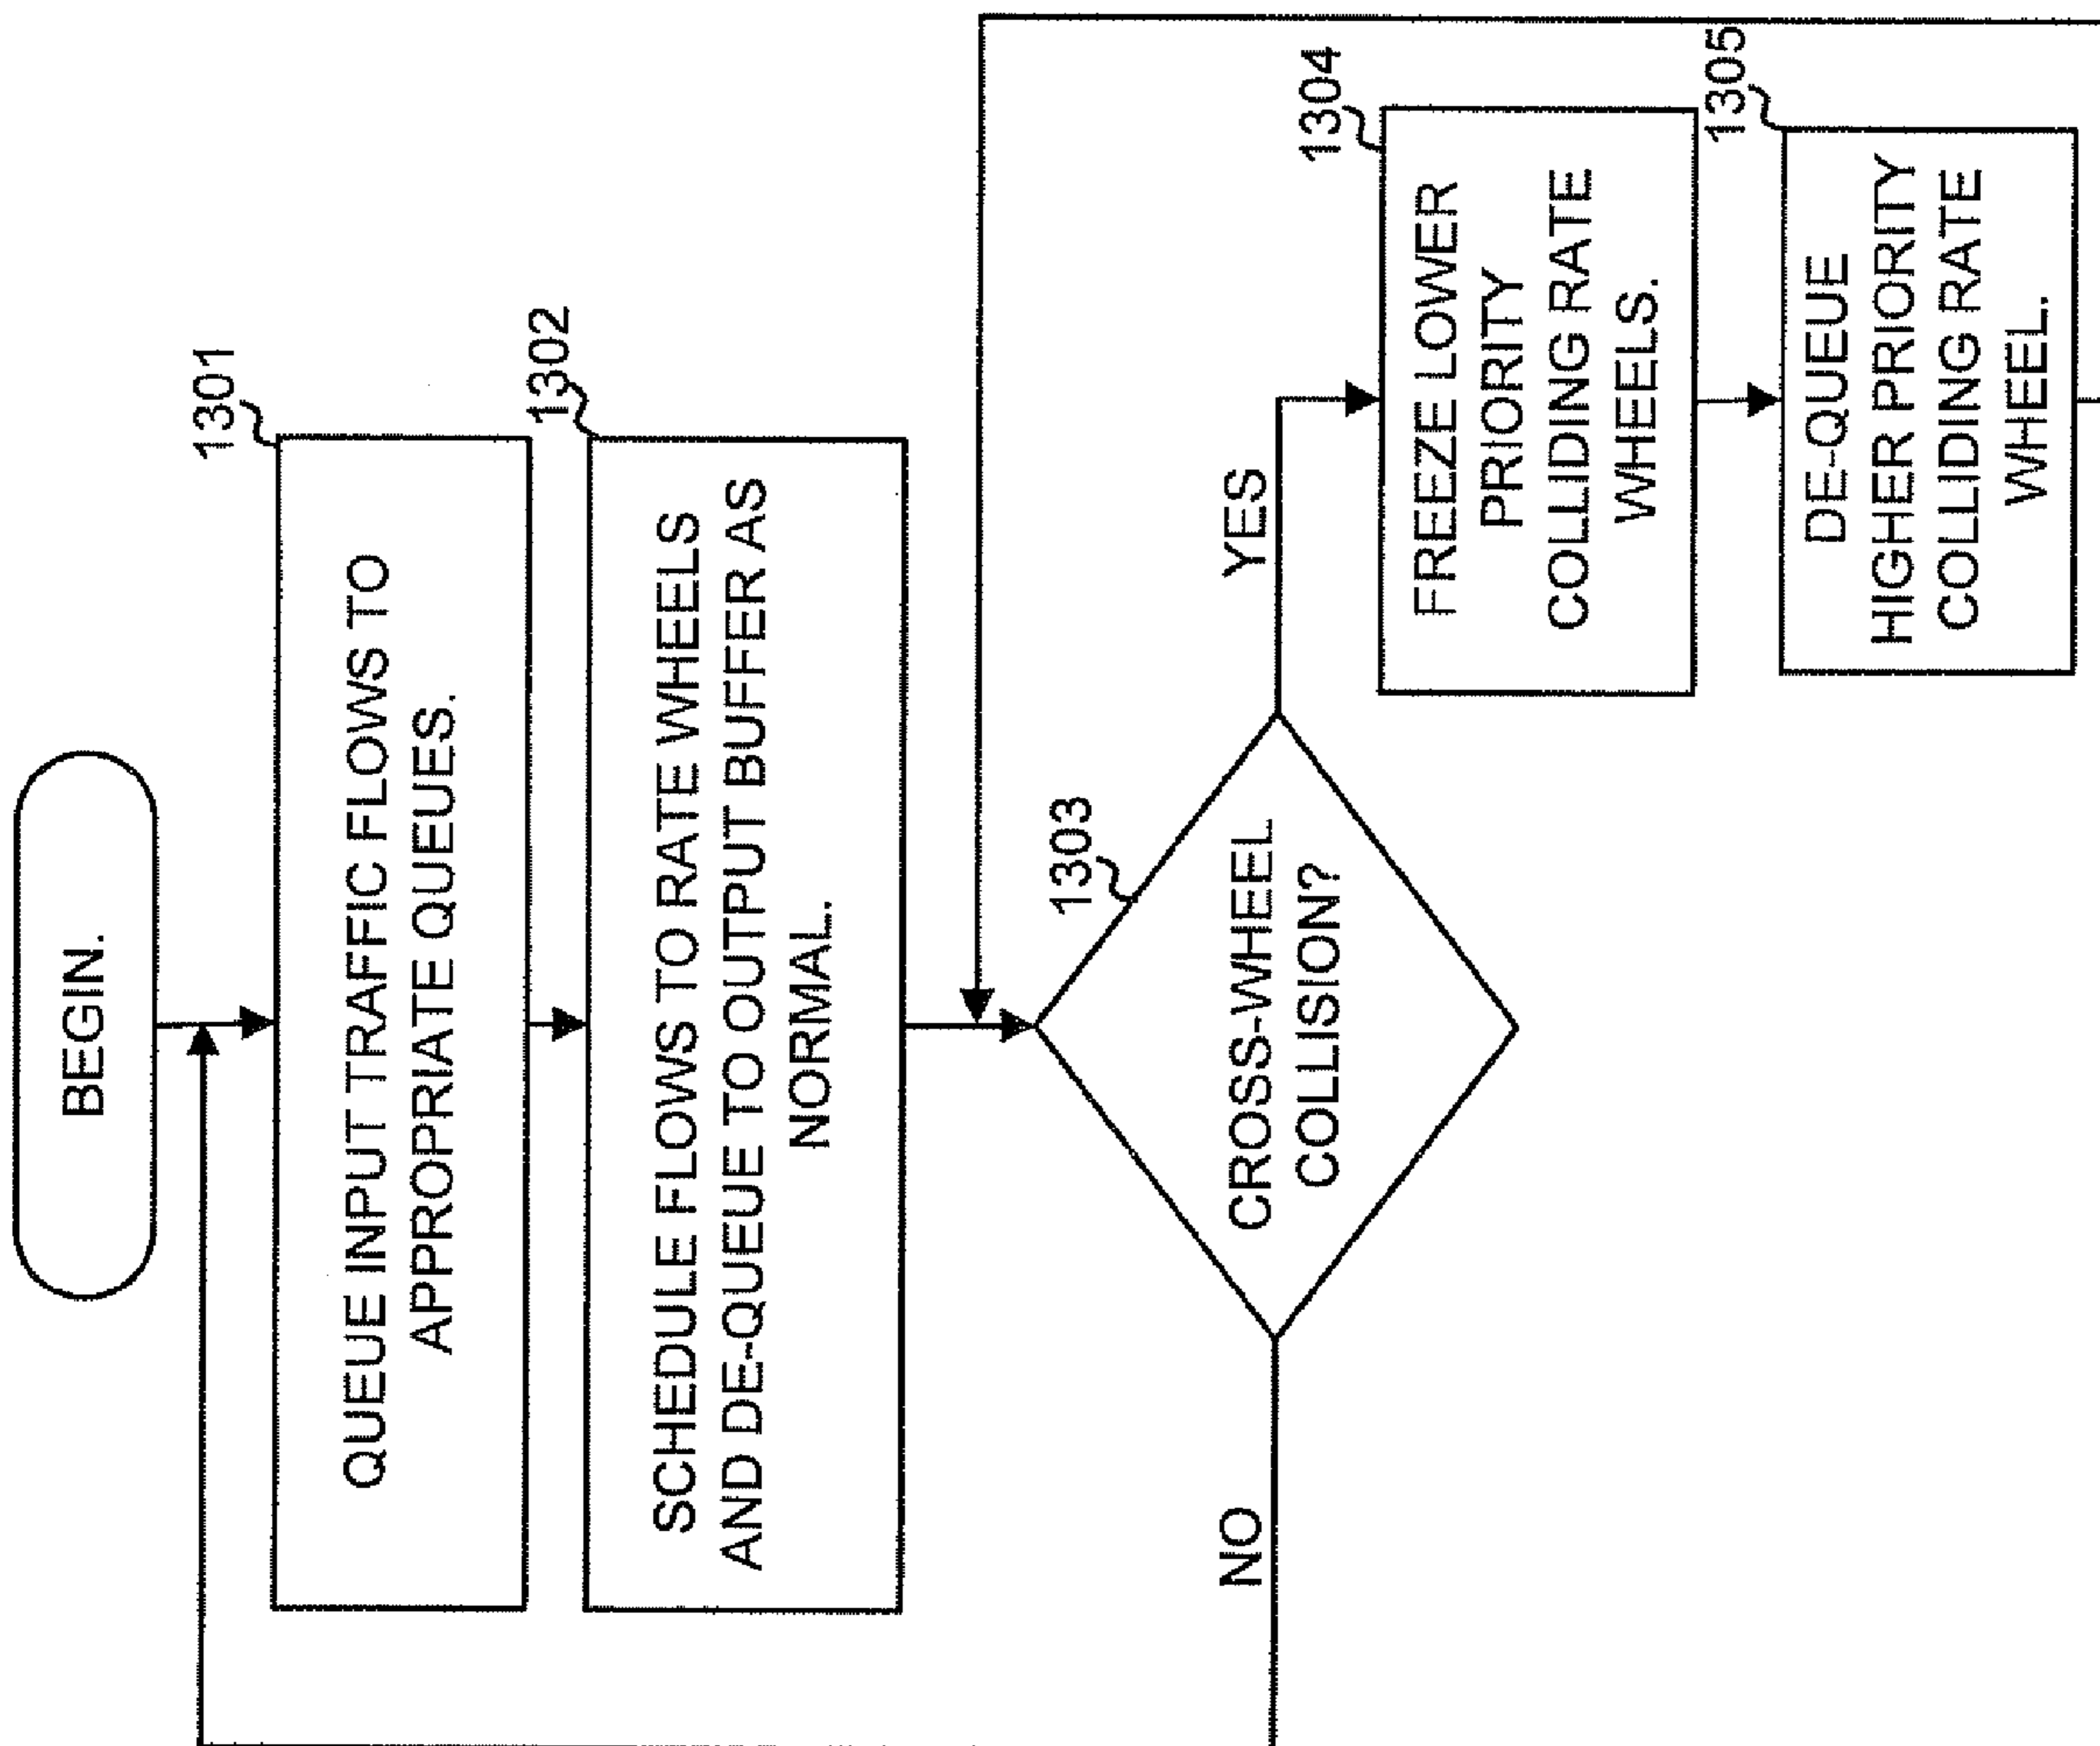 BEGIN.
1301
QUEUE INPUT TRAFFIC FLOWS TO
APPROPRIATE QUEUES.
1302
SCHEDULE FLOWS TO RATE WHEELS
AND DE-QUEUE TO OUTPUT BUFFER AS
NORMAL.
1303
CROSS-WHEEL
COLLISION?
NO
YES
1304
FREEZE LOWER
PRIORITY
COLLIDING RATE
WHEELS.
1305
DE-QUEUE
HIGHER PRIORITY
COLLIDING RATE
WHEEL.